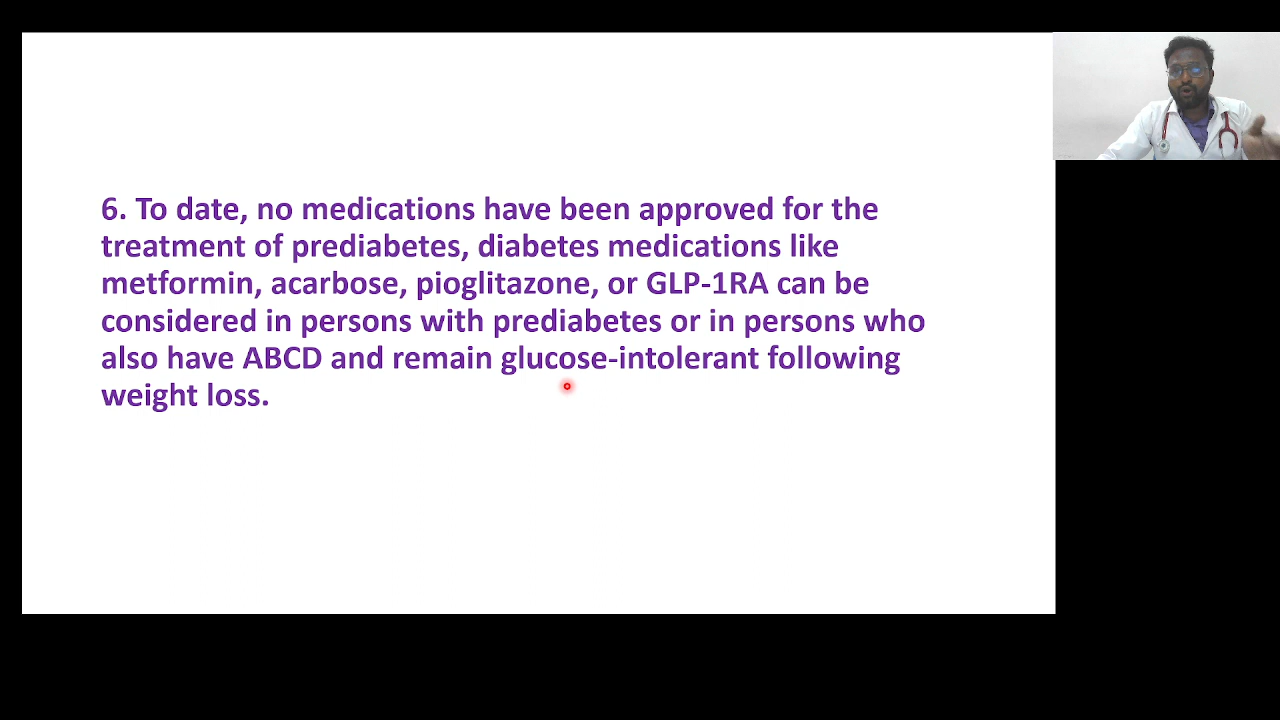 6. To date, no medications have been approved for the
treatment of prediabetes, diabetes medications like
metformin, acarbose, pioglitazone, or GLP-1RA can be
considered in persons with prediabetes or in persons who
also have ABCD and remain glucose-intolerant following
weight loss.